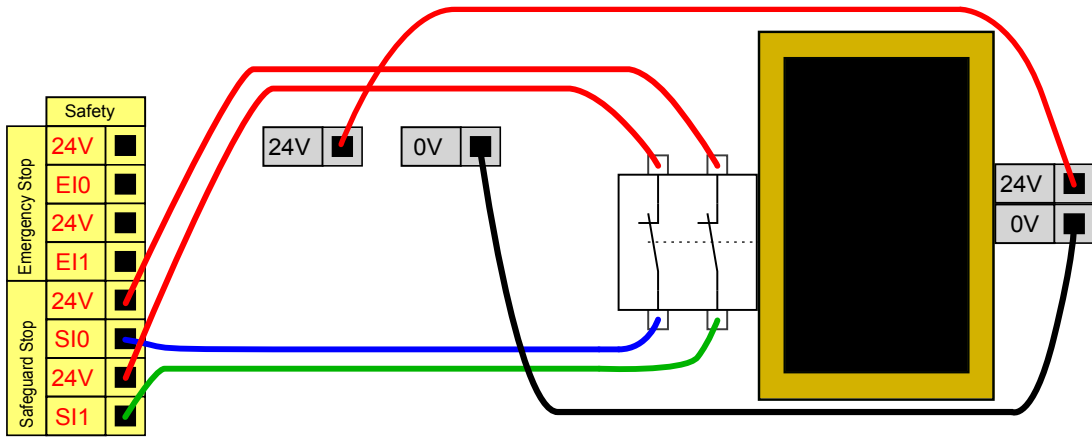 Safety
Emergency Stop
24V
EI0
24V
EI1
Safeguard Stop
24V
SI0
24V
SI1
24V
0V
24V
0V